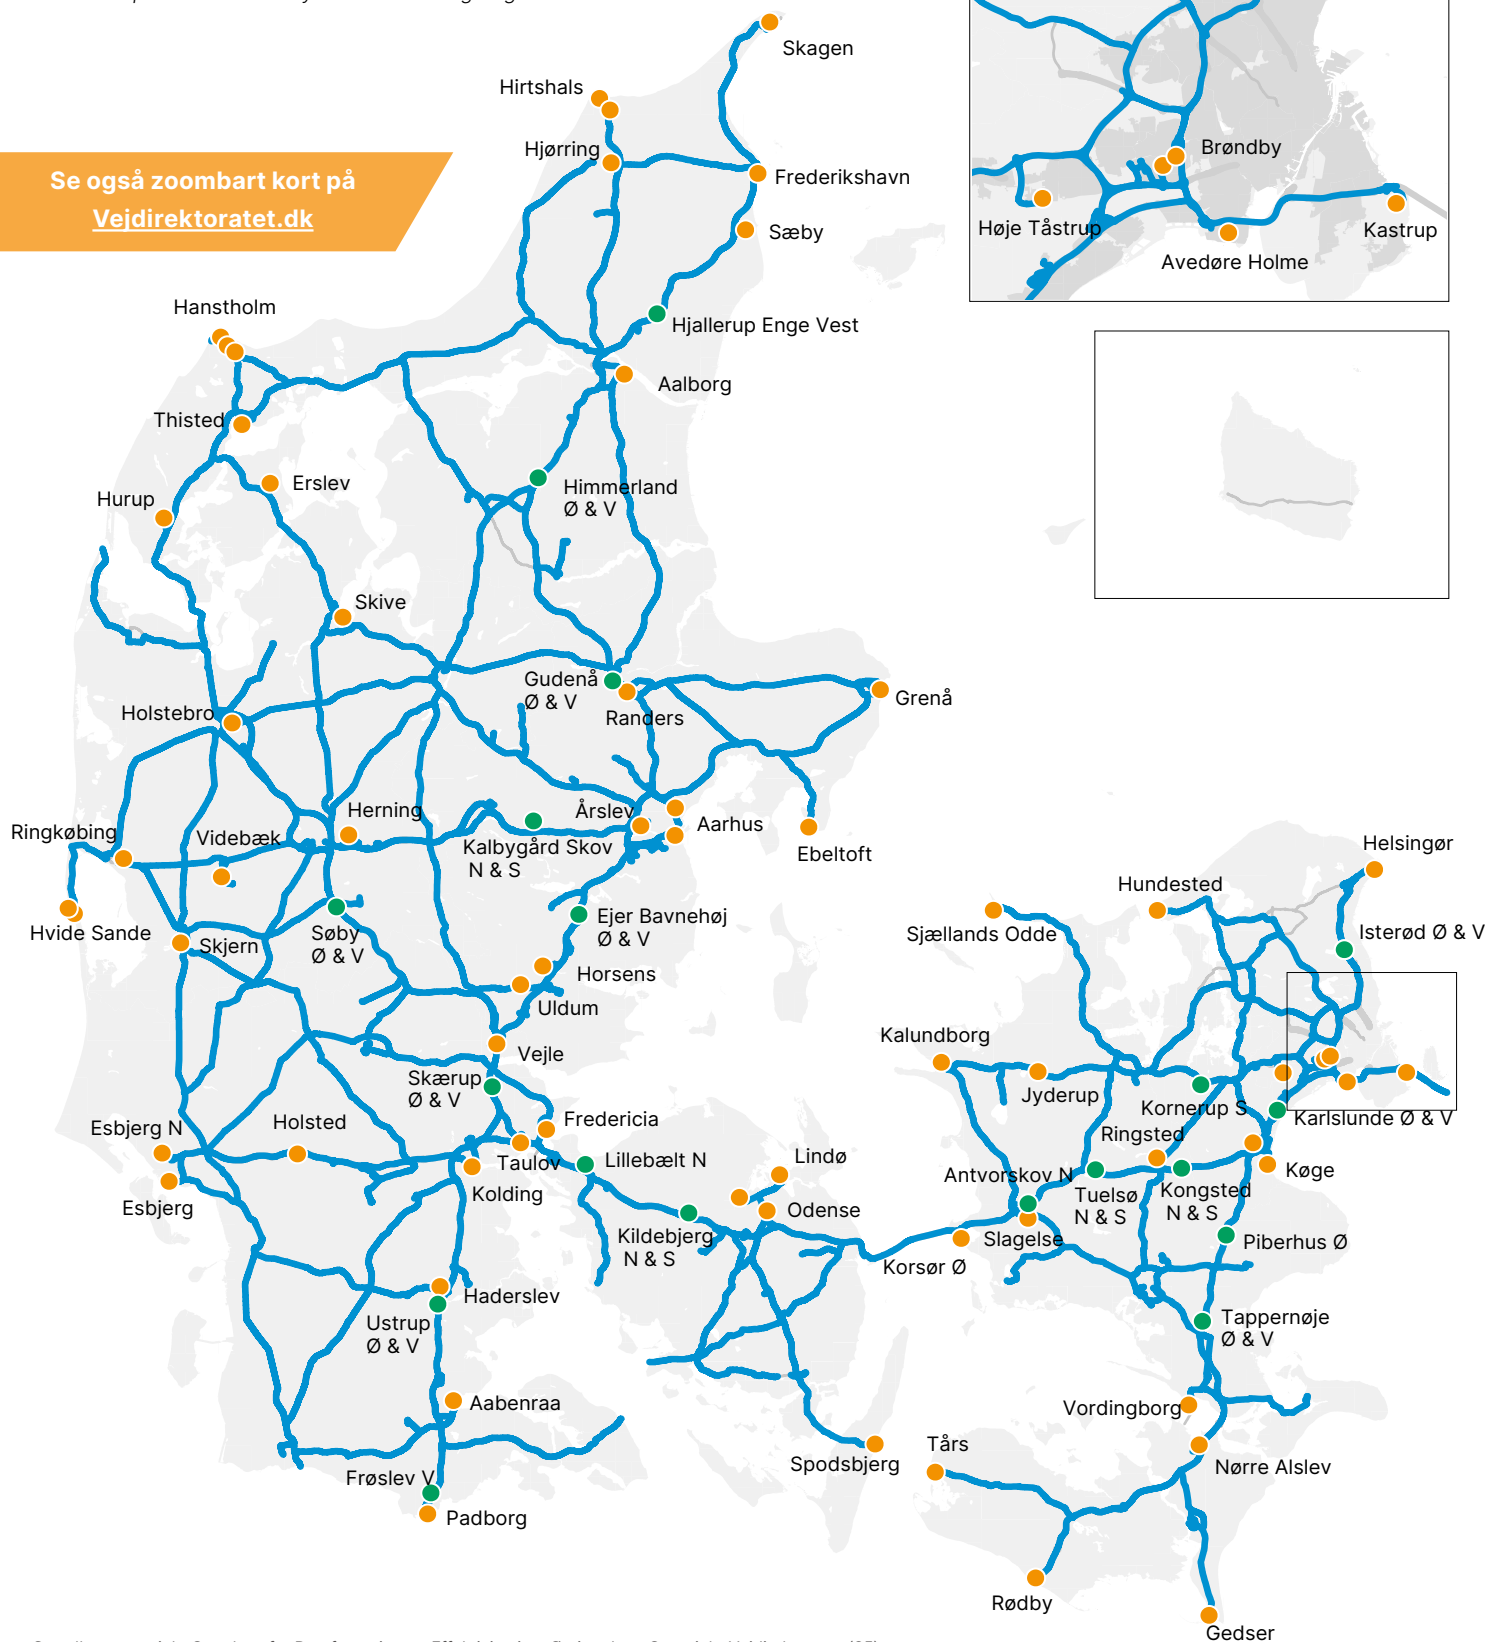 Skagen
Hirtshals
Hjørring
Frederikshavn
Sæby
Se også zoombart kort på
Vejdirektoratet.dk
Brøndby
Høje Tåstrup
Kastrup
Avedøre Holme
Hanstholm
Hjallerup Enge Vest
Aalborg
Thisted
Erslev
Hurup
Himmerland
Ø & V
Skive
Gudenå
Ø & V
Randers
Grenå
Holstebro
Herning
Årslev
Aarhus
Ringkøbing
Videbæk
Kalbygård Skov
N & S
Ebeltoft
Helsingør
Hundested
Hvide Sande
Skjern
Søby
Ø & V
Ejer Bavnehøj
Ø & V
Sjællands Odde
Isterød Ø & V
Horsens
Uldum
Kalundborg
Vejle
Skærup
Ø & V
Jyderup
Kornerup S
Karlslunde Ø & V
Esbjerg N
Holsted
Fredericia
Ringsted
Taulov
Lillebælt N
Lindø
Antvorskov N
Køge
Kolding
Tuelsø
N & S
Kongsted
N & S
Esbjerg
Odense
Kildebjerg
N & S
Slagelse
Piberhus Ø
Korsør Ø
Haderslev
Ustrup
Ø & V
Tappernøje
Ø & V
Aabenraa
Vordingborg
Tårs
Spodsbjerg
Nørre Alslev
Frøslev V
Padborg
Rødby
Gedser